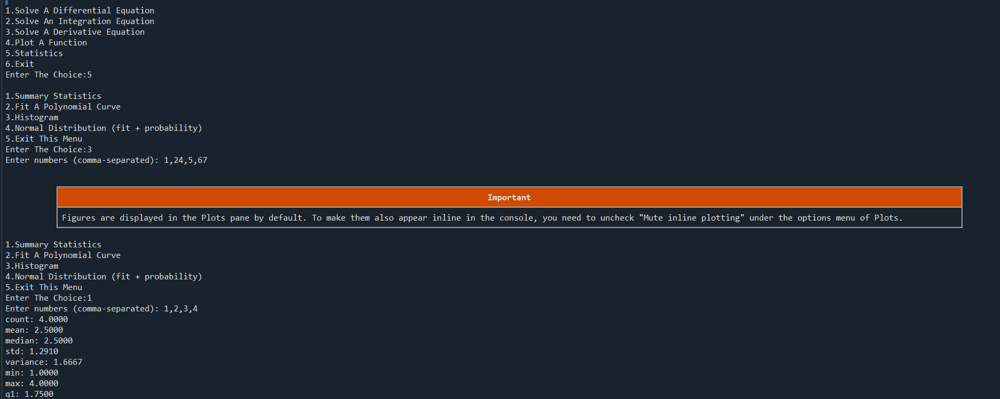 1.Solve A Differential Equation
2.Solve An Integration Equation
3.Solve A Derivative Equation
4.Plot A Function
5.Statistics
6.Exit
Enter The Choice:5
1.Summary Statistics
2.Fit A Polynomial Curve
3.Histogram
4.Normal Distribution (fit + probability)
5.Exit This Menu
Enter The Choice:3
Enter numbers (comma-separated): 1,24,5,67
Important
Figures are displayed in the Plots pane by default. To make them also appear inline in the console, you need to uncheck "Mute inline plotting" under the options menu of Plots.
1.Summary Statistics
2.Fit A Polynomial Curve
3.Histogram
4.Normal Distribution (fit + probability)
5.Exit This Menu
Enter The Choice:1
Enter numbers (comma-separated): 1,2,3,4
count: 4.0000
mean: 2.5000
median: 2.5000
std: 1.2910
variance: 1.6667
min: 1.0000
max: 4.0000
q1: 1.7500